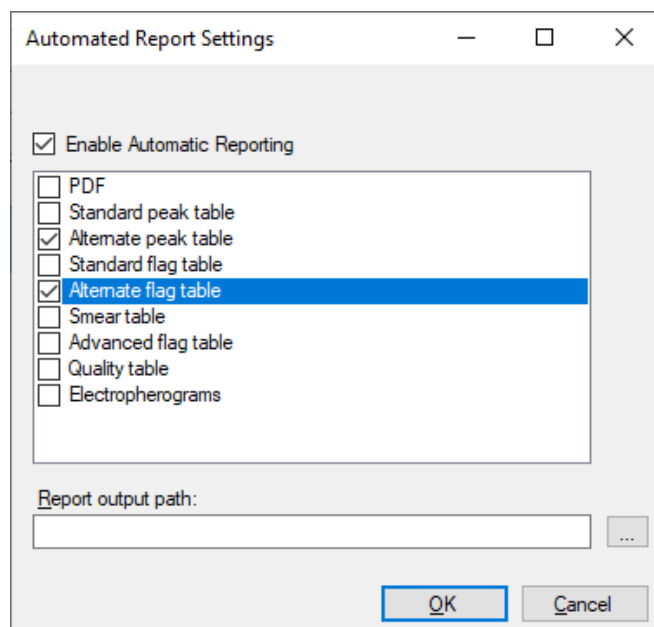 Automated Report Settings
Enable Automatic Reporting
PDF
Standard peak table
Alternate peak table
Standard flag table
Alternate flag table
Smear table
Advanced flag table
Quality table
Electropherograms
Report output path:
...
OK
Cancel